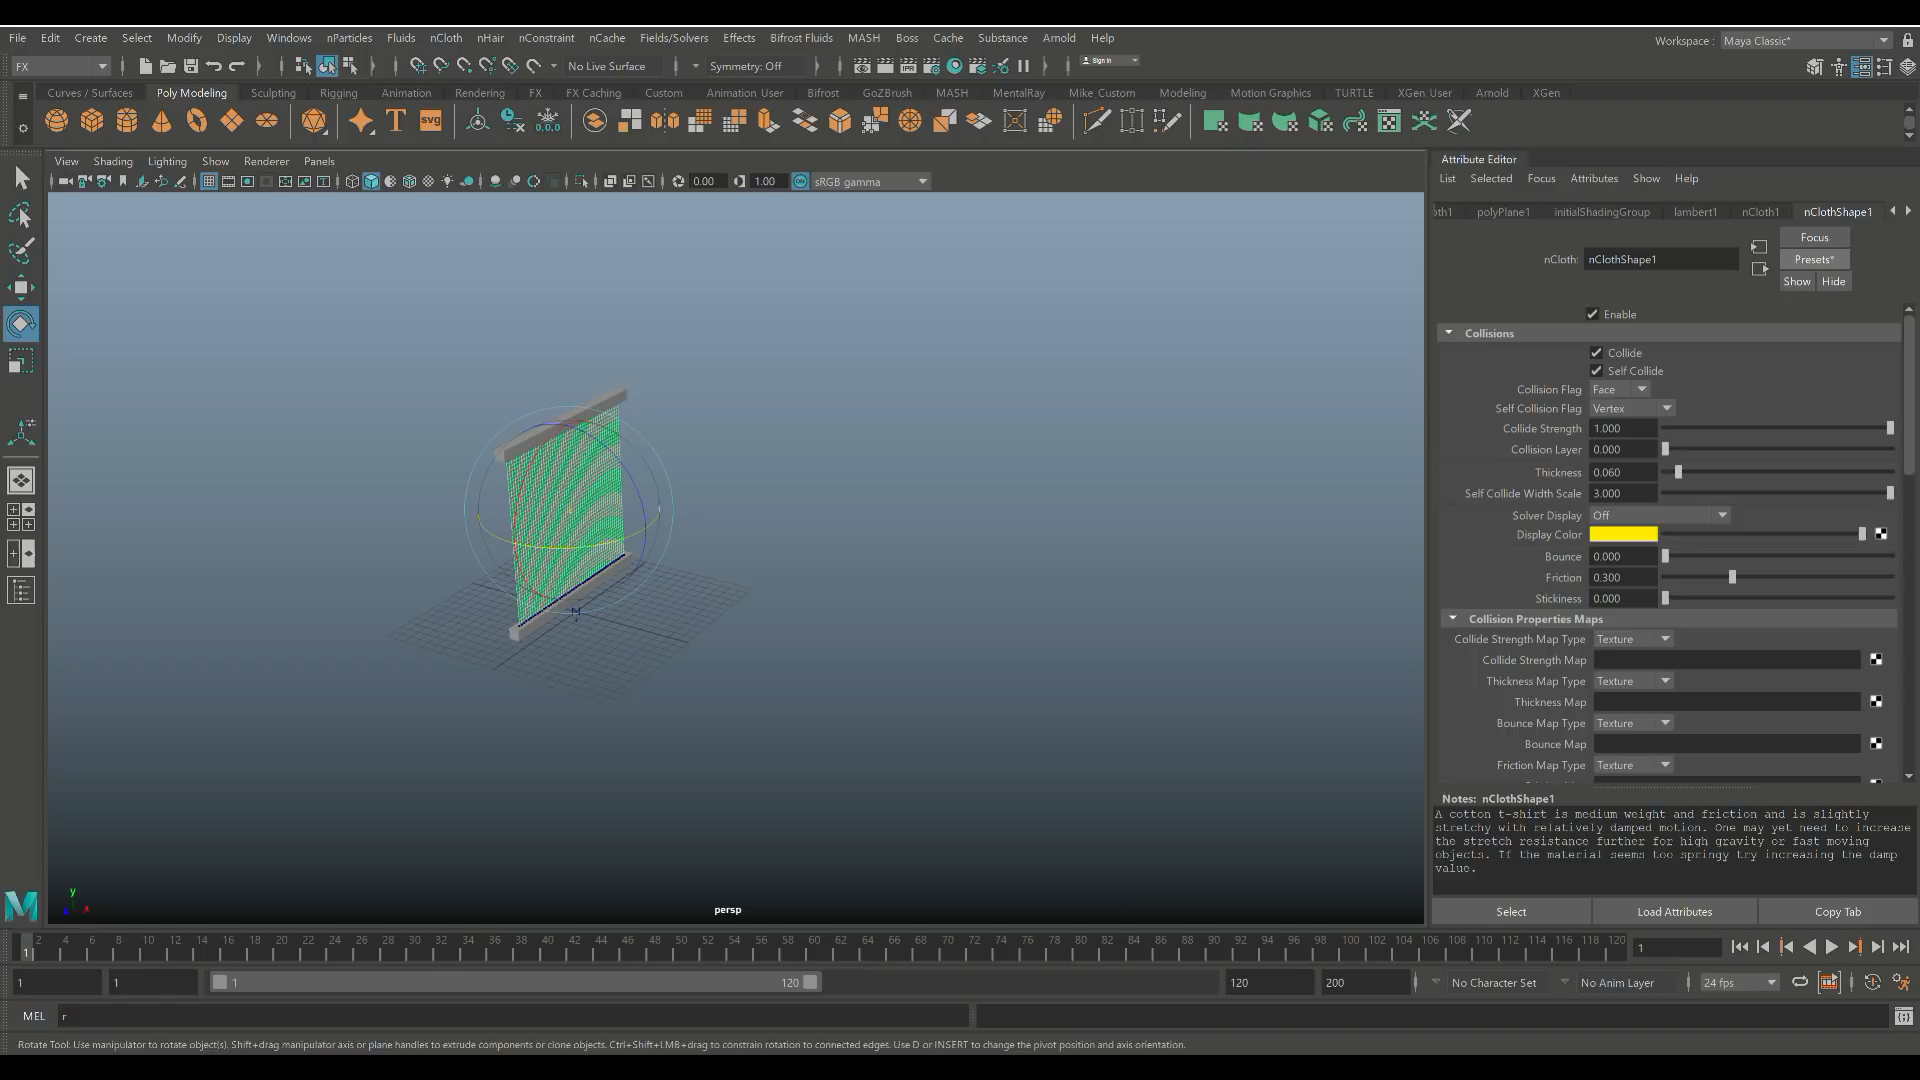 File Edit Create Select Modify Display Windows nParticles Fluids nCloth nHair nConstraint nCache Fields/Solvers Effects Bifrost Fluids MASH Boss Cache Substance Arnold Help
Workspace : Maya Classic*
FX No Live Surface Symmetry: Off Sign In
Curves / Surfaces Poly Modeling Sculpting Rigging Animation Rendering FX FX Caching Custom Animation_User Bifrost GoZBrush MASH MentalRay Mike_Custom Modeling Motion Graphics TURTLE XGen_User Arnold XGen
T svg 0,0,0
View Shading Lighting Show Renderer Panels
0.00 1.00 ON sRGB gamma
y
persp
Attribute Editor
List Selected Focus Attributes Show Help
oth1 polyPlane1 initialShadingGroup lambert1 nCloth1 nClothShape1
Focus
nCloth: nClothShape1 Presets*
Show Hide
Enable
Collisions
Collide
Self Collide
Collision Flag Face
Self Collision Flag Vertex
Collide Strength 1.000
Collision Layer 0.000
Thickness 0.060
Self Collide Width Scale 3.000
Solver Display Off
Display Color
Bounce 0.000
Friction 0.300
Stickiness 0.000
Collision Properties Maps
Collide Strength Map Type Texture
Collide Strength Map
Thickness Map Type Texture
Thickness Map
Bounce Map Type Texture
Bounce Map
Friction Map Type Texture
Notes: nClothShape1
A cotton t-shirt is medium weight and friction and is slightly
stretchy with relatively damped motion. One may yet need to increase
the stretch resistance further for high gravity or fast moving
objects. If the material seems too springy try increasing the damp
value.
Select Load Attributes Copy Tab
2 4 6 8 10 12 14 16 18 20 22 24 26 28 30 32 34 36 38 40 42 44 46 48 50 52 54 56 58 60 62 64 66 68 70 72 74 76 78 80 82 84 86 88 90 92 94 96 98 100 102 104 106 108 110 112 114 116 118 120
1 1
1 1 1 120 120 200 No Character Set No Anim Layer 24 fps
MEL r
Rotate Tool: Use manipulator to rotate object(s). Shift+drag manipulator axis or plane handles to extrude components or clone objects. Ctrl+Shift+LMB+drag to constrain rotation to connected edges. Use D or INSERT to change the pivot position and axis orientation.